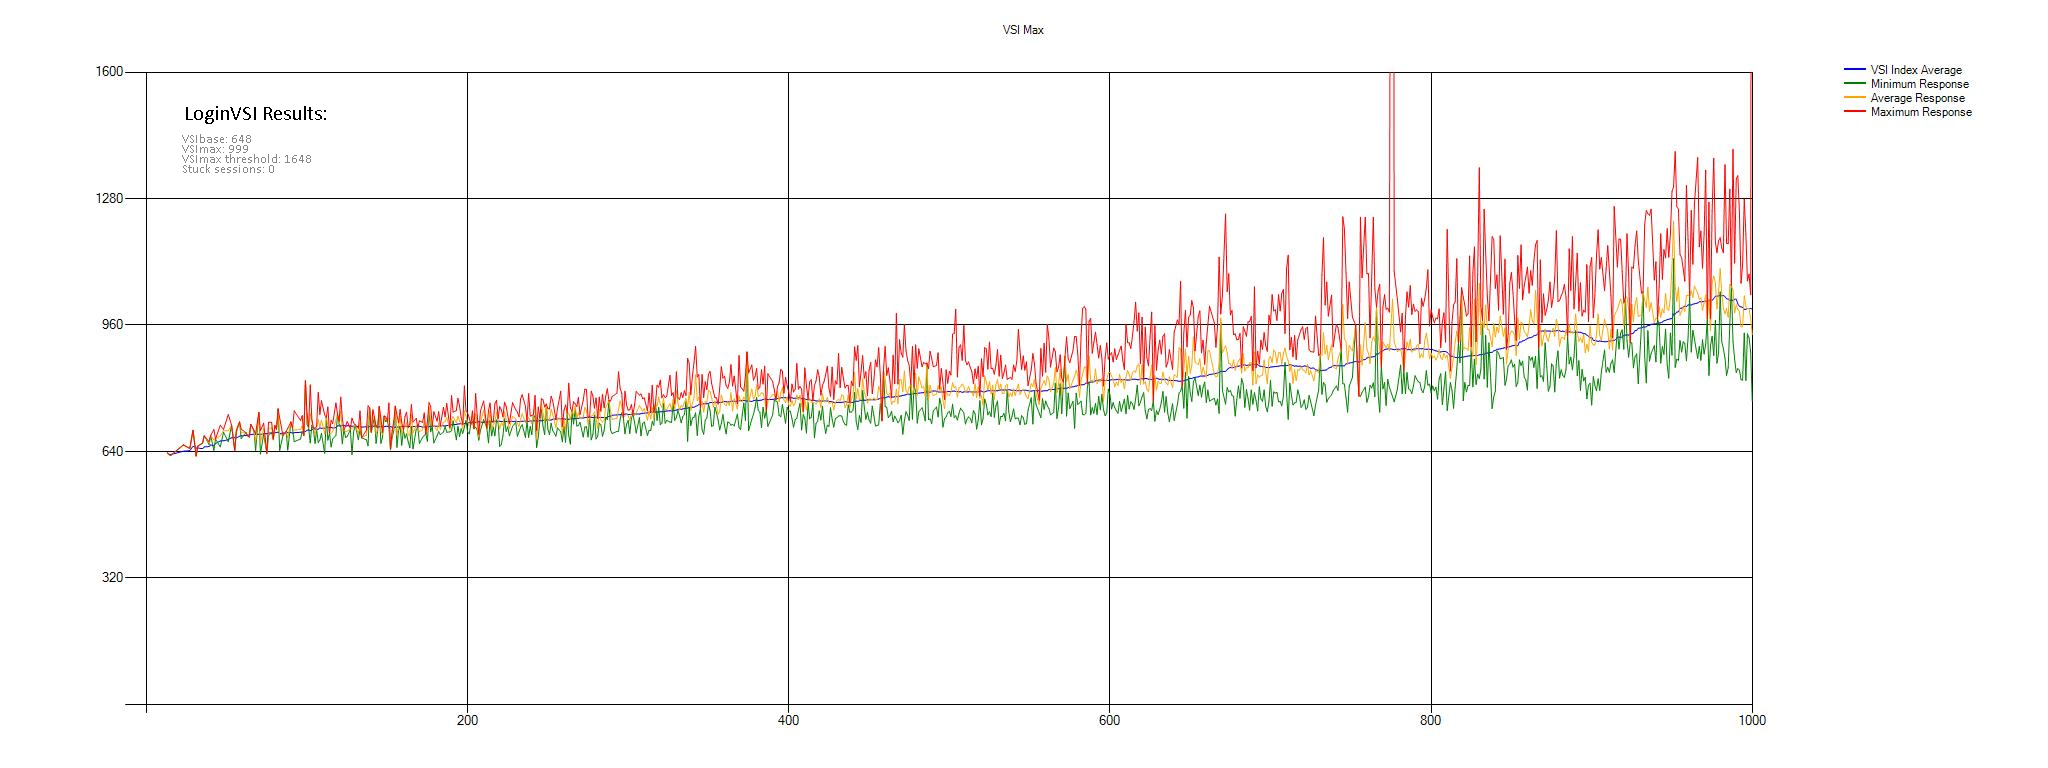 VSI Max
1600
1280
960
640
320
LoginVSI Results:
VSIbase: 648
VSImax: 999
VSImax threshold: 1648
Stuck sessions: 0
VSI Index Average
Minimum Response
Average Response
Maximum Response
200
400
600
800
1000